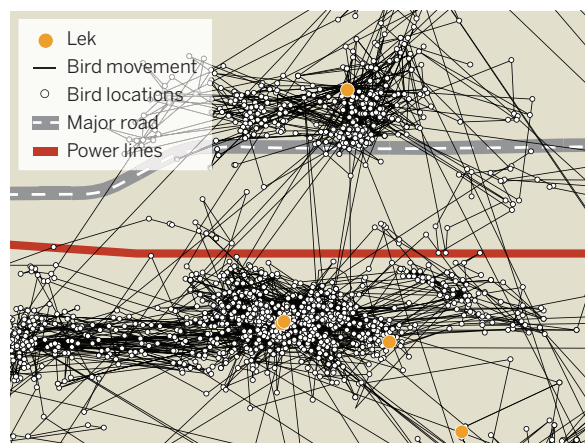 Lek
Bird movement
Bird locations
Major road
Power lines